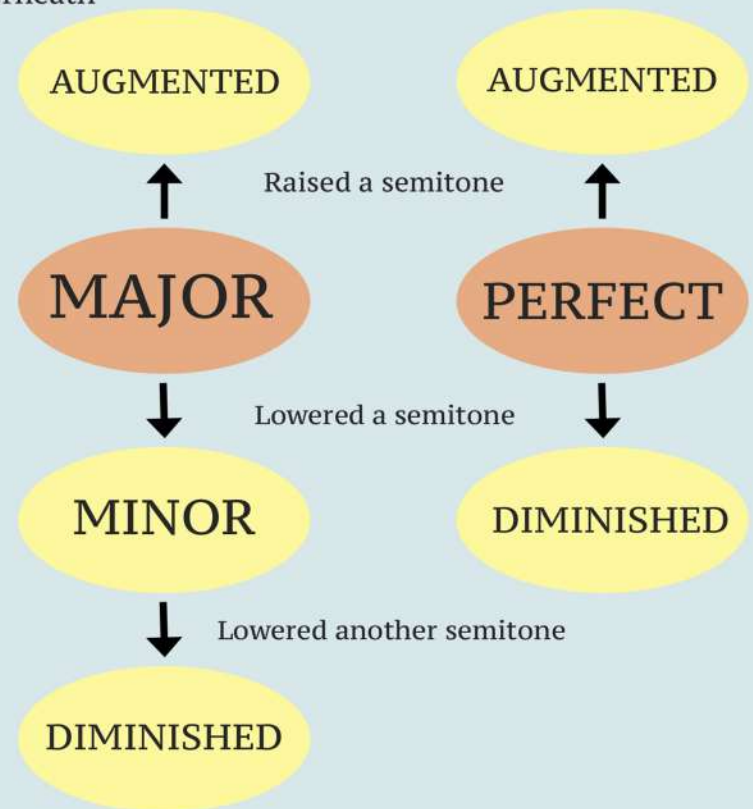 AUGMENTED AUGMENTED
Raised a semitone
MAJOR PERFECT
Lowered a semitone
MINOR DIMINISHED
Lowered another semitone
DIMINISHED